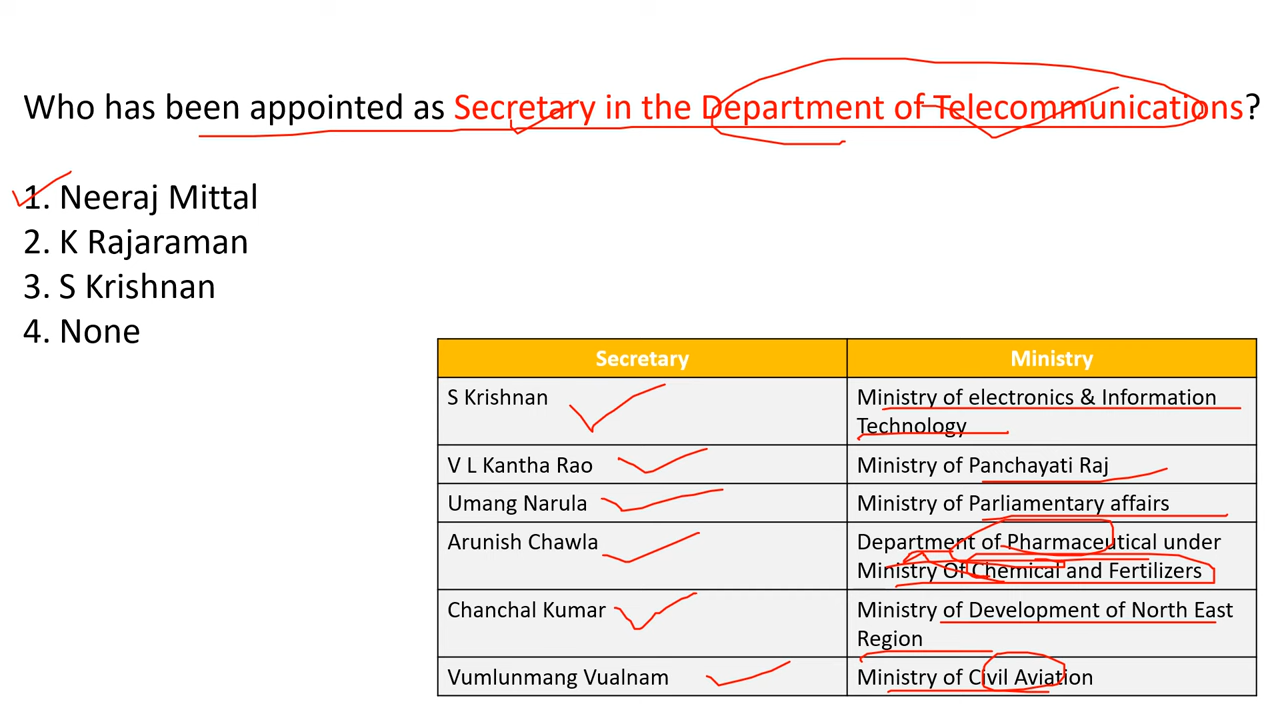 Who has been appointed as Secretary in the Department of Telecommunications?
1. Neeraj Mittal
2. K Rajaraman
3. S Krishnan
4. None
Secretary Ministry
S Krishnan Ministry of electronics & Information
Technology
V L Kantha Rao Ministry of Panchayati Raj
Umang Narula Ministry of Parliamentary affairs
Arunish Chawla Department of Pharmaceutical under
Ministry Of Chemical and Fertilizers
Chanchal Kumar Ministry of Development of North East
Region
Vumlunmang Vualnam Ministry of Civil Aviation